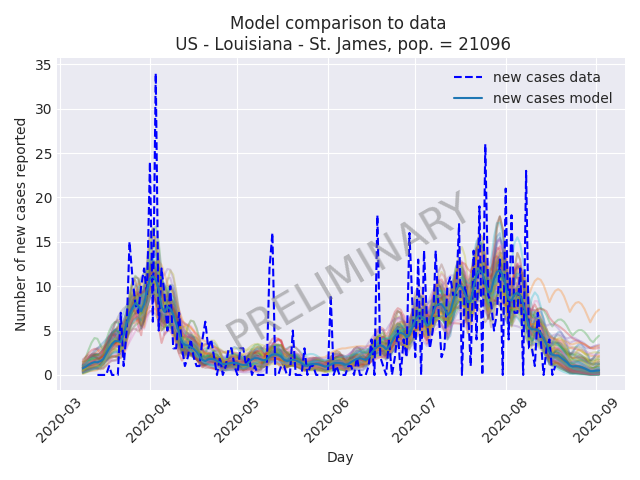 Model comparison to data
US - Louisiana - St. James, pop. = 21096
new cases data
new cases model
PRELIMINARY
Number of new cases reported
35
30
25
20
15
10
5
0
2020-03
2020-04
2020-05
2020-06
2020-07
2020-08
2020-09
Day